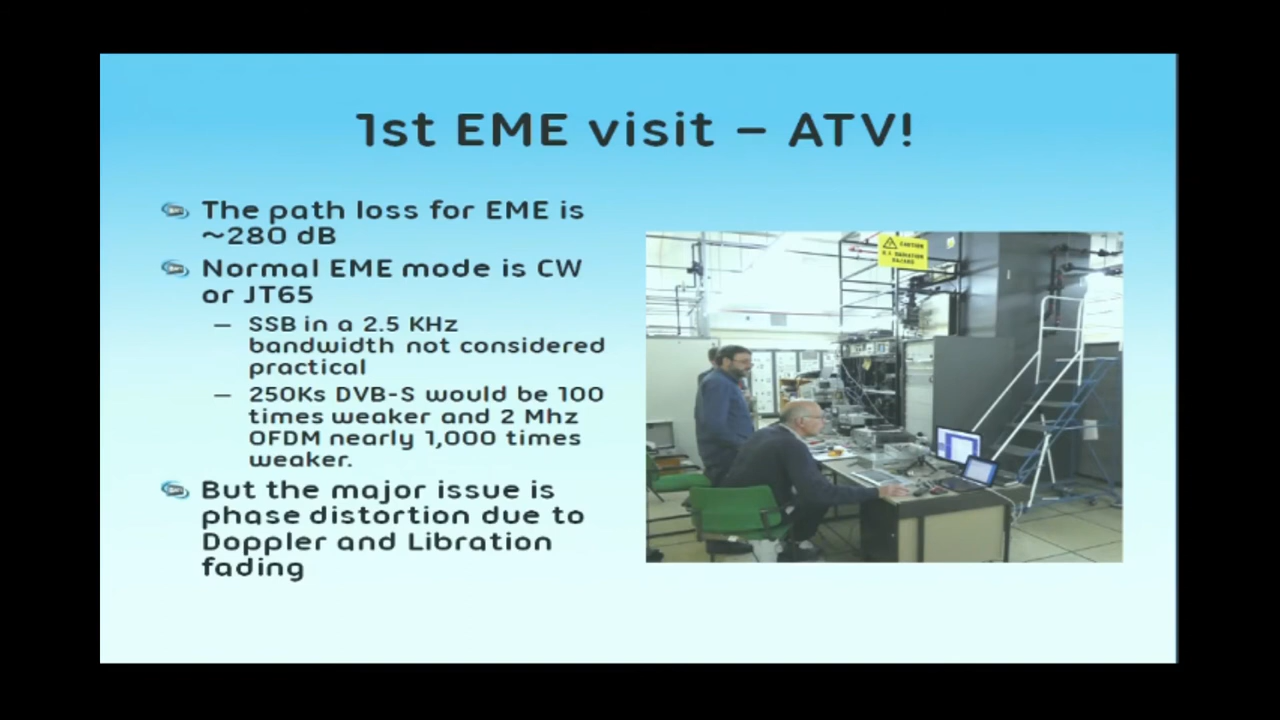 1st EME visit – ATV!
The path loss for EME is
~280 dB
Normal EME mode is CW
or JT65
– SSB in a 2.5 KHz
bandwidth not considered
practical
– 250Ks DVB-S would be 100
times weaker and 2 Mhz
OFDM nearly 1,000 times
weaker.
But the major issue is
phase distortion due to
Doppler and Libration
fading
CAUTION
R.F. RADIATION
HAZARD